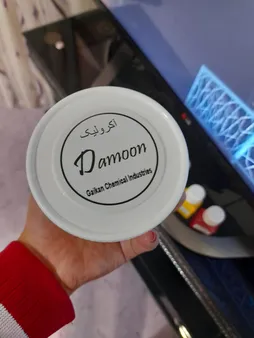 اکرولیک
Damoon
Galkan Chemical Industries